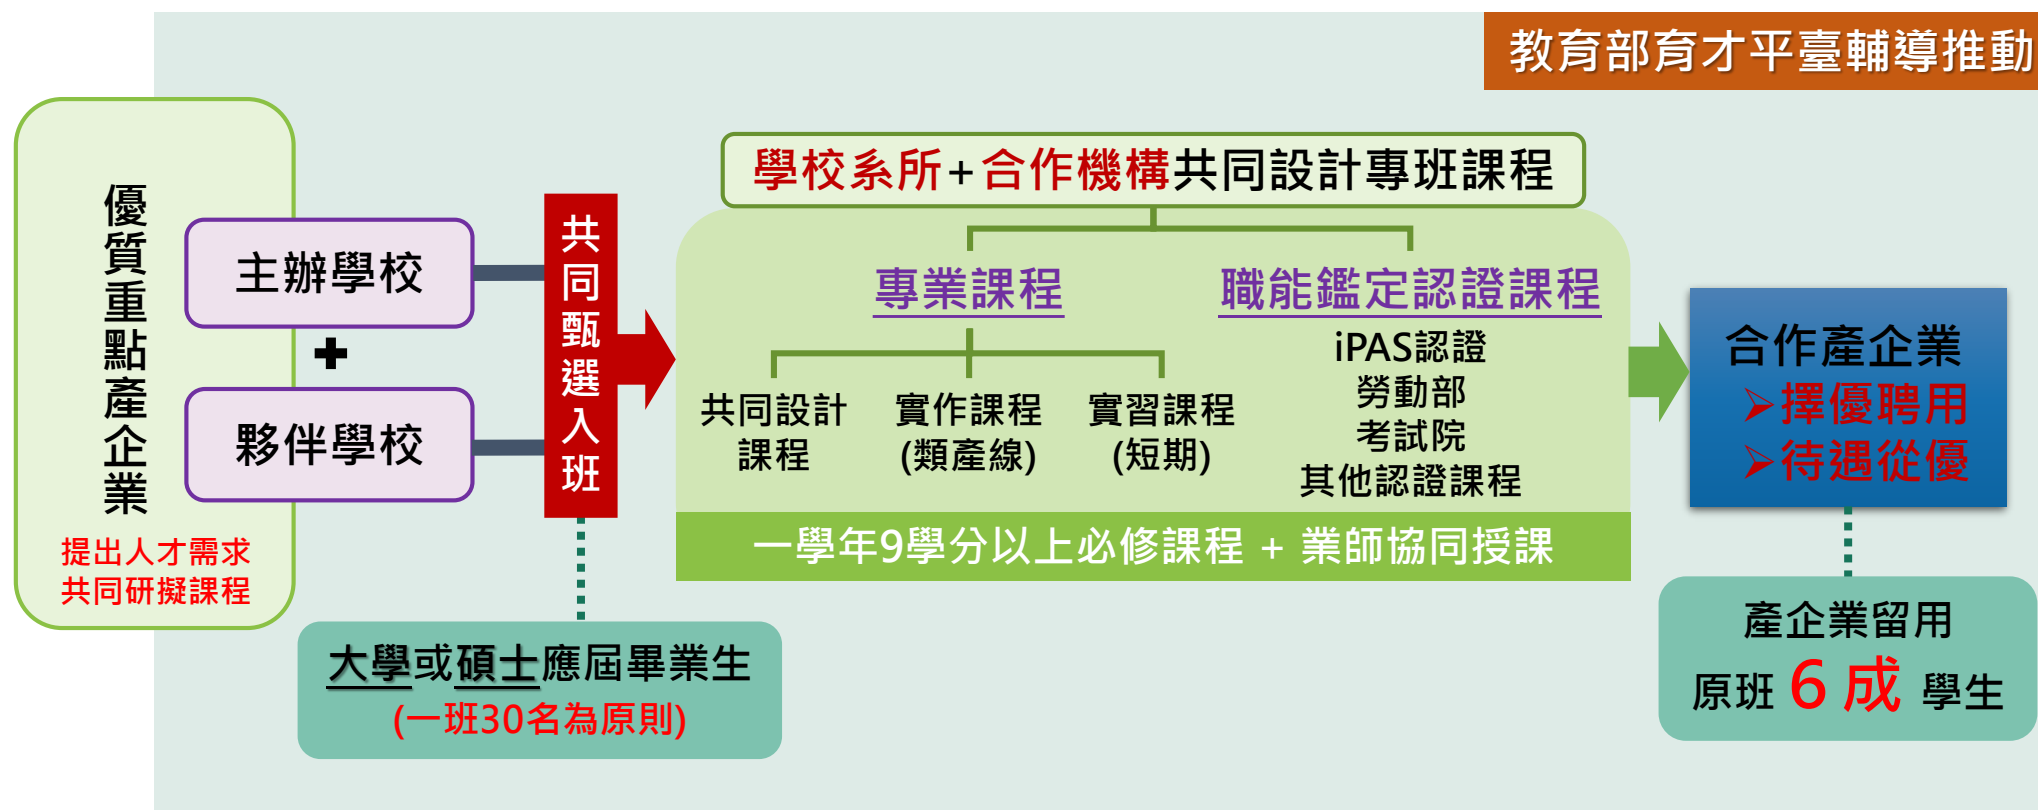 教育部育才平臺輔導推動
優質重點產企業
提出人才需求
共同研擬課程
主辦學校
+
夥伴學校
共同甄選入班
大學或碩士應屆畢業生
(一班30名為原則)
學校系所+合作機構共同設計專班課程
專業課程
共同設計
課程
實作課程
(類產線)
實習課程
(短期)
職能鑑定認證課程
iPAS認證
勞動部
考試院
其他認證課程
一學年9學分以上必修課程 + 業師協同授課
合作產企業
➢擇優聘用
➢待遇從優
產企業留用
原班 6 成 學生